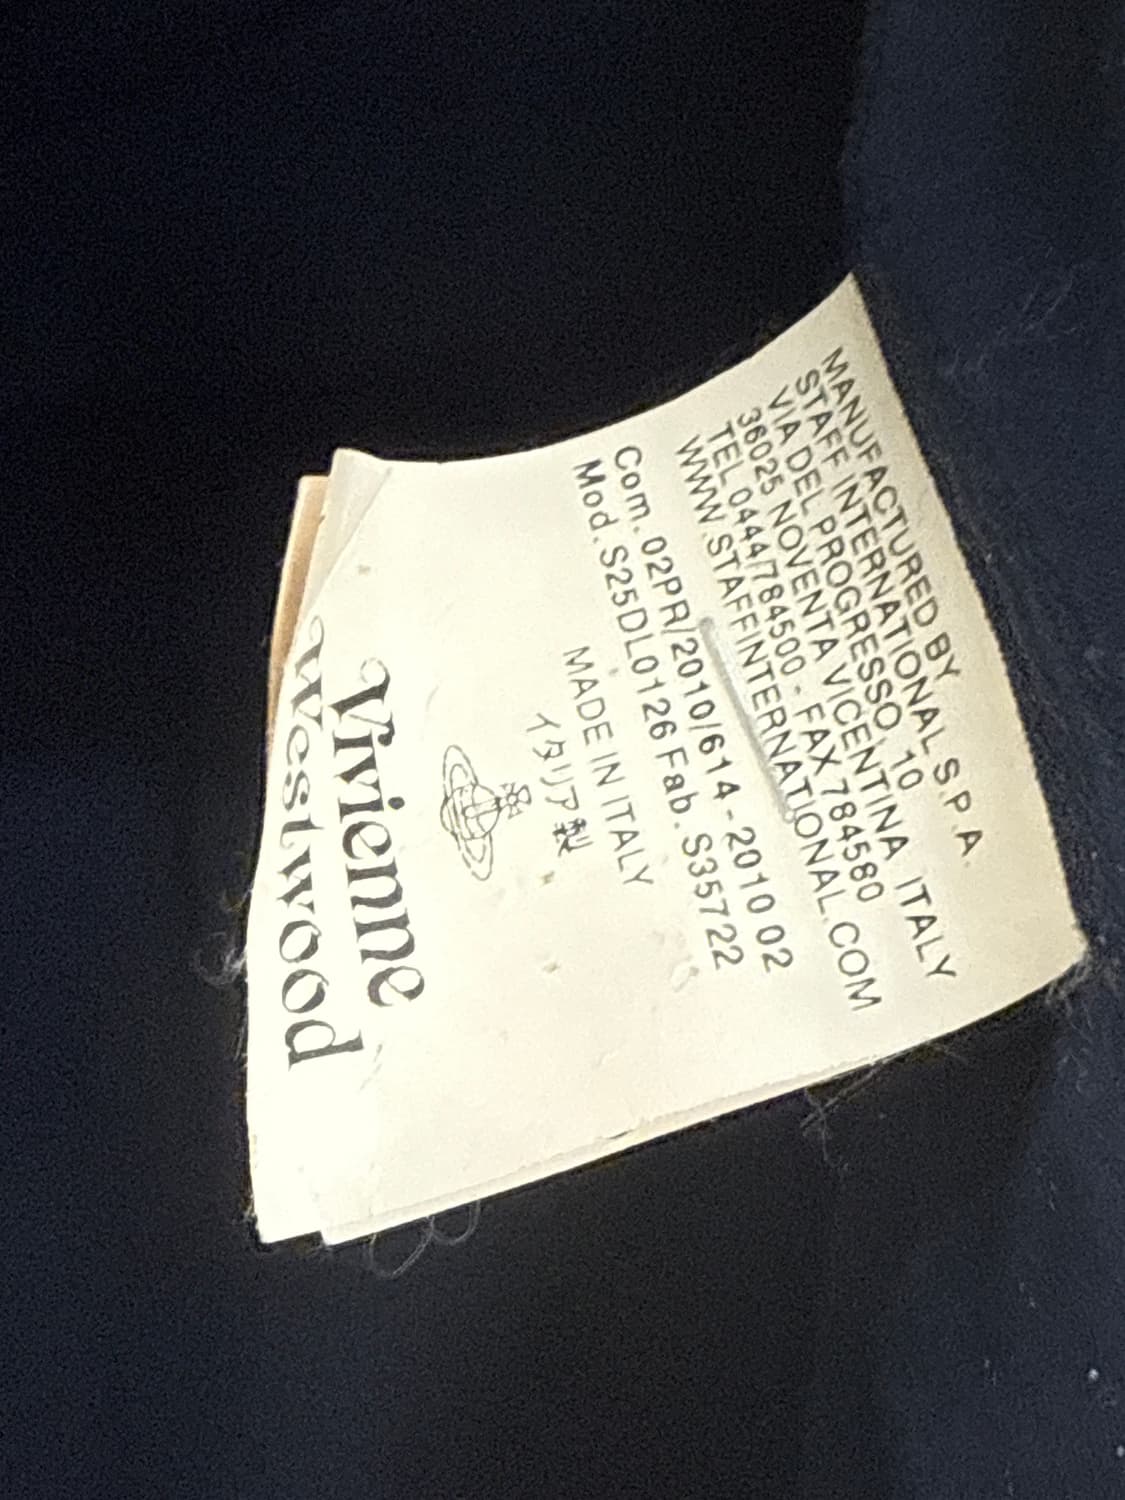 MANUFACTURED BY
STAFF INTERNATIONAL S.P.A.
VIA DEL PROGRESSO, 10
36025 NOVENTA VICENTINA ITALY
TEL 0444/784500 - FAX 784580
WWW.STAFFINTERNATIONAL.COM
Com. 02PR/2010/614 - 2010 02
Mod. S25DL0126 Fab. S35722
MADE IN ITALY
イタリア製
Vivienne
Westwood